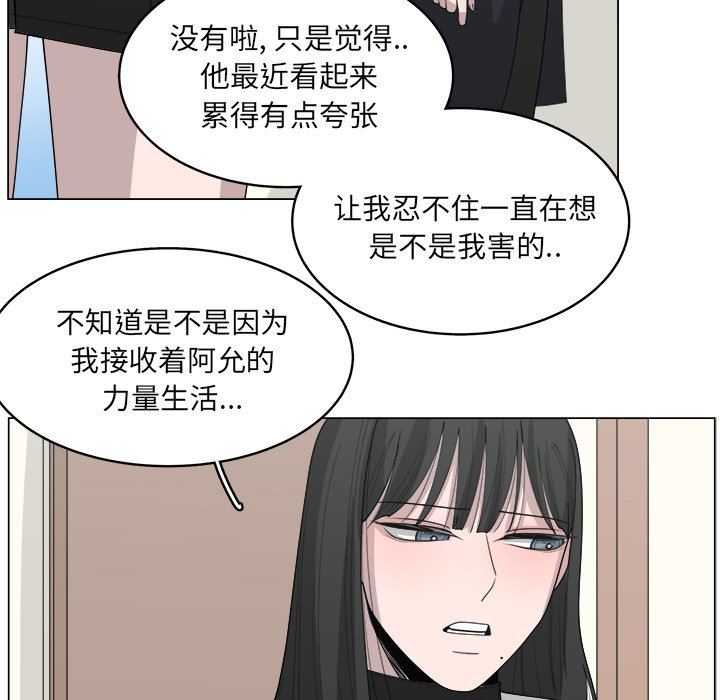 没有啦, 只是觉得..
他最近看起来
累得有点夸张
让我忍不住一直在想
是不是我害的..
不知道是不是因为
我接收着阿允的
力量生活...